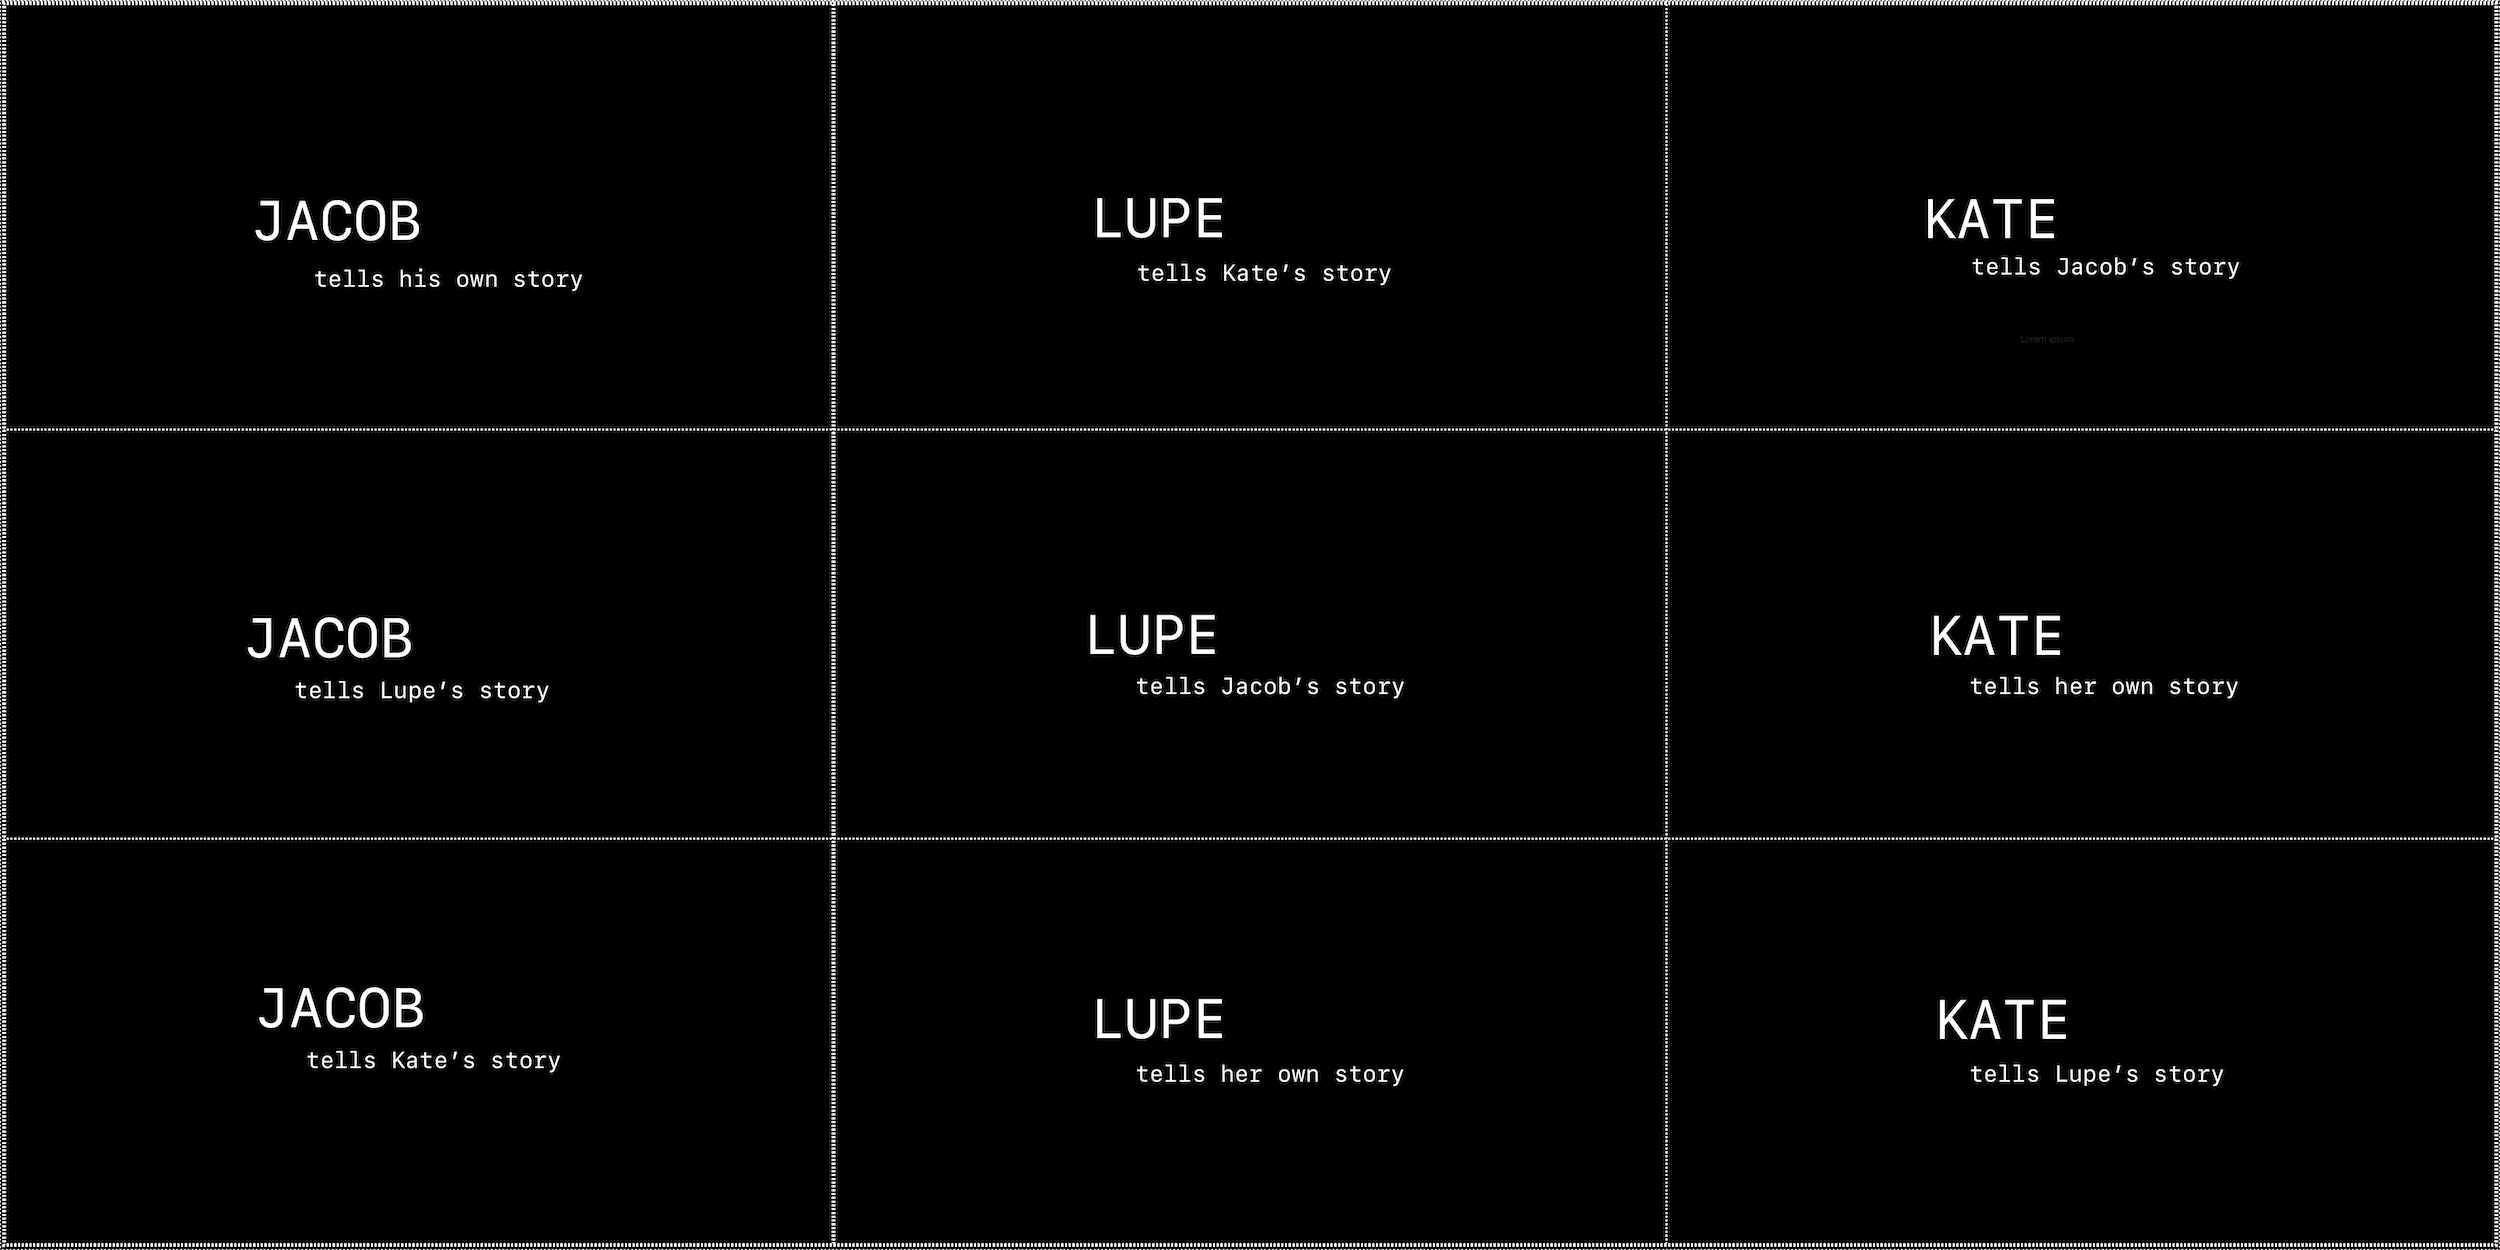 JACOB
tells his own story
LUPE
tells Kate’s story
KATE
tells Jacob’s story
Lorem ipsum
JACOB
tells Lupe’s story
LUPE
tells Jacob’s story
KATE
tells her own story
JACOB
tells Kate’s story
LUPE
tells her own story
KATE
tells Lupe’s story